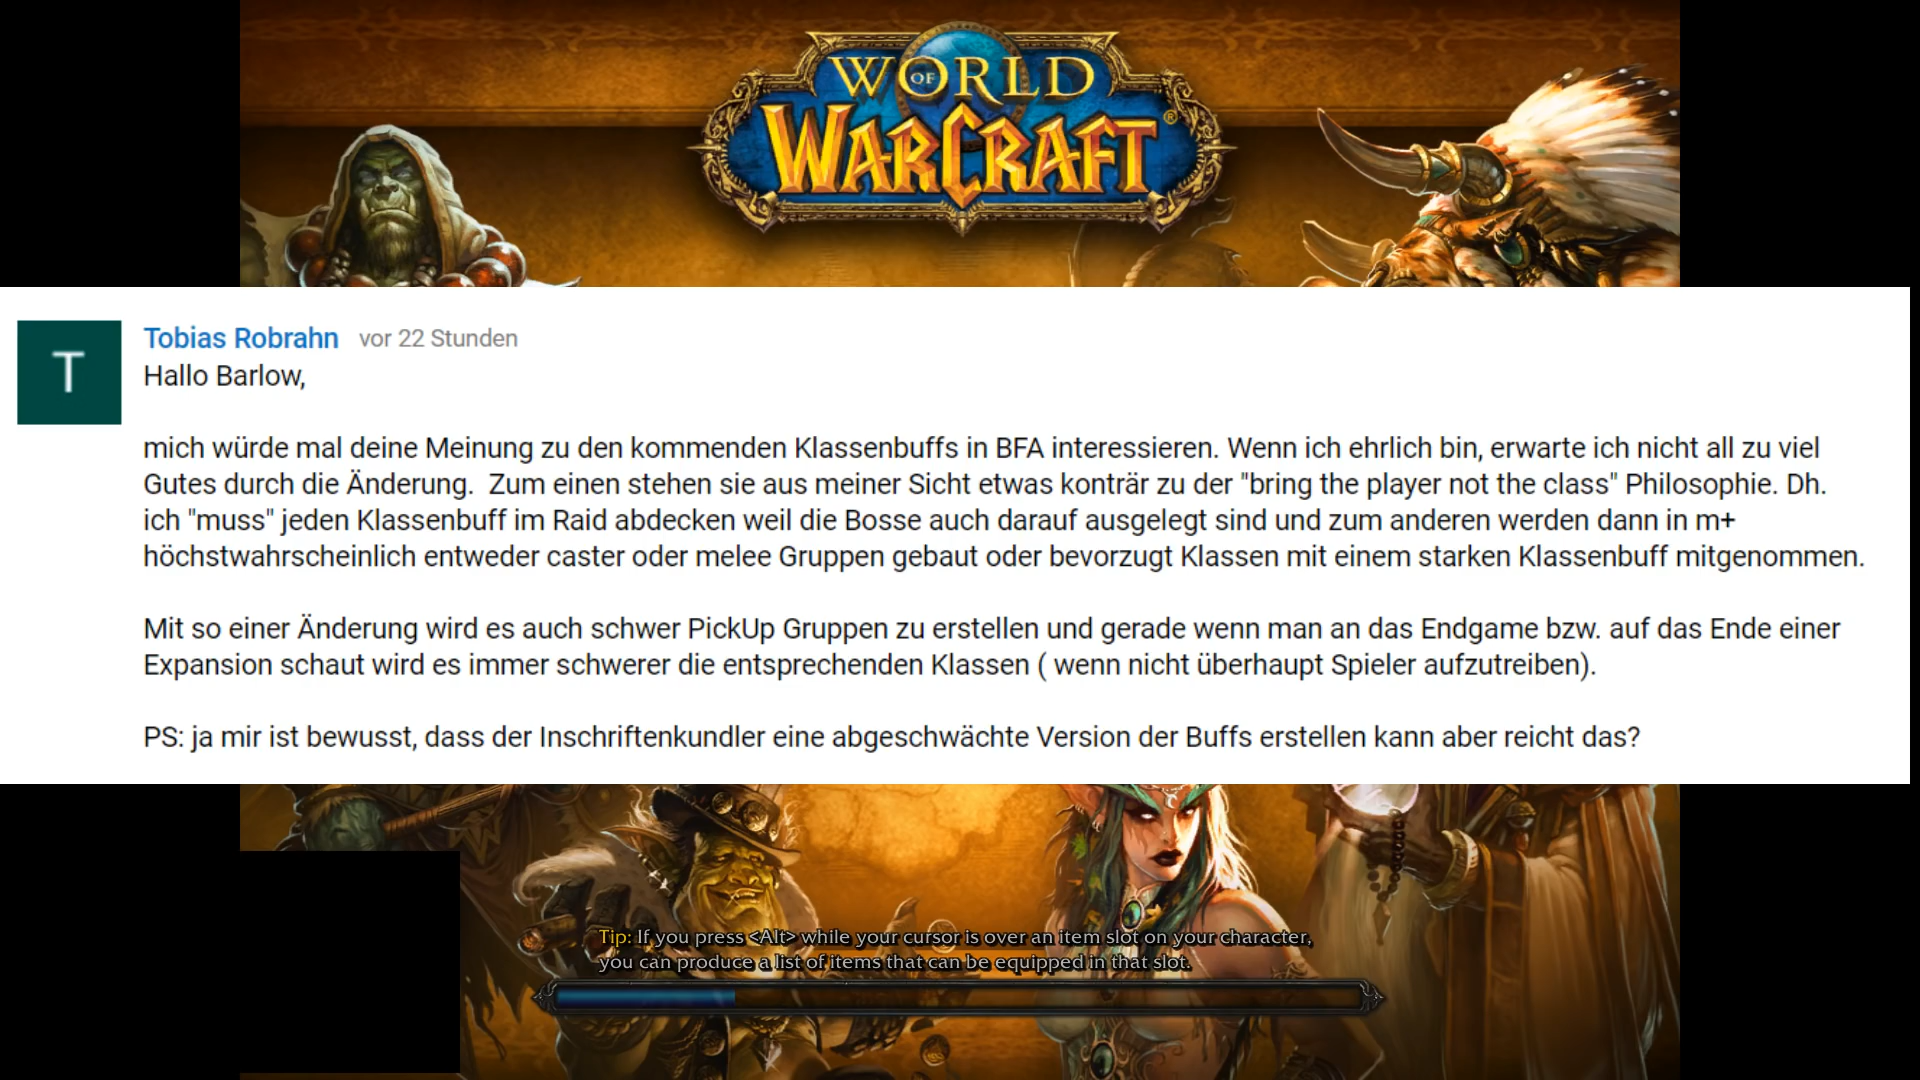 WORLD
OF
WARCRAFT
®
T
Tobias Robrahn vor 22 Stunden
Hallo Barlow,
mich würde mal deine Meinung zu den kommenden Klassenbuffs in BFA interessieren. Wenn ich ehrlich bin, erwarte ich nicht all zu viel
Gutes durch die Änderung.  Zum einen stehen sie aus meiner Sicht etwas konträr zu der "bring the player not the class" Philosophie. Dh.
ich "muss" jeden Klassenbuff im Raid abdecken weil die Bosse auch darauf ausgelegt sind und zum anderen werden dann in m+
höchstwahrscheinlich entweder caster oder melee Gruppen gebaut oder bevorzugt Klassen mit einem starken Klassenbuff mitgenommen.
Mit so einer Änderung wird es auch schwer PickUp Gruppen zu erstellen und gerade wenn man an das Endgame bzw. auf das Ende einer
Expansion schaut wird es immer schwerer die entsprechenden Klassen ( wenn nicht überhaupt Spieler aufzutreiben).
PS: ja mir ist bewusst, dass der Inschriftenkundler eine abgeschwächte Version der Buffs erstellen kann aber reicht das?
Tip: If you press <Alt> while your cursor is over an item slot on your character,
you can produce a list of items that can be equipped in that slot.